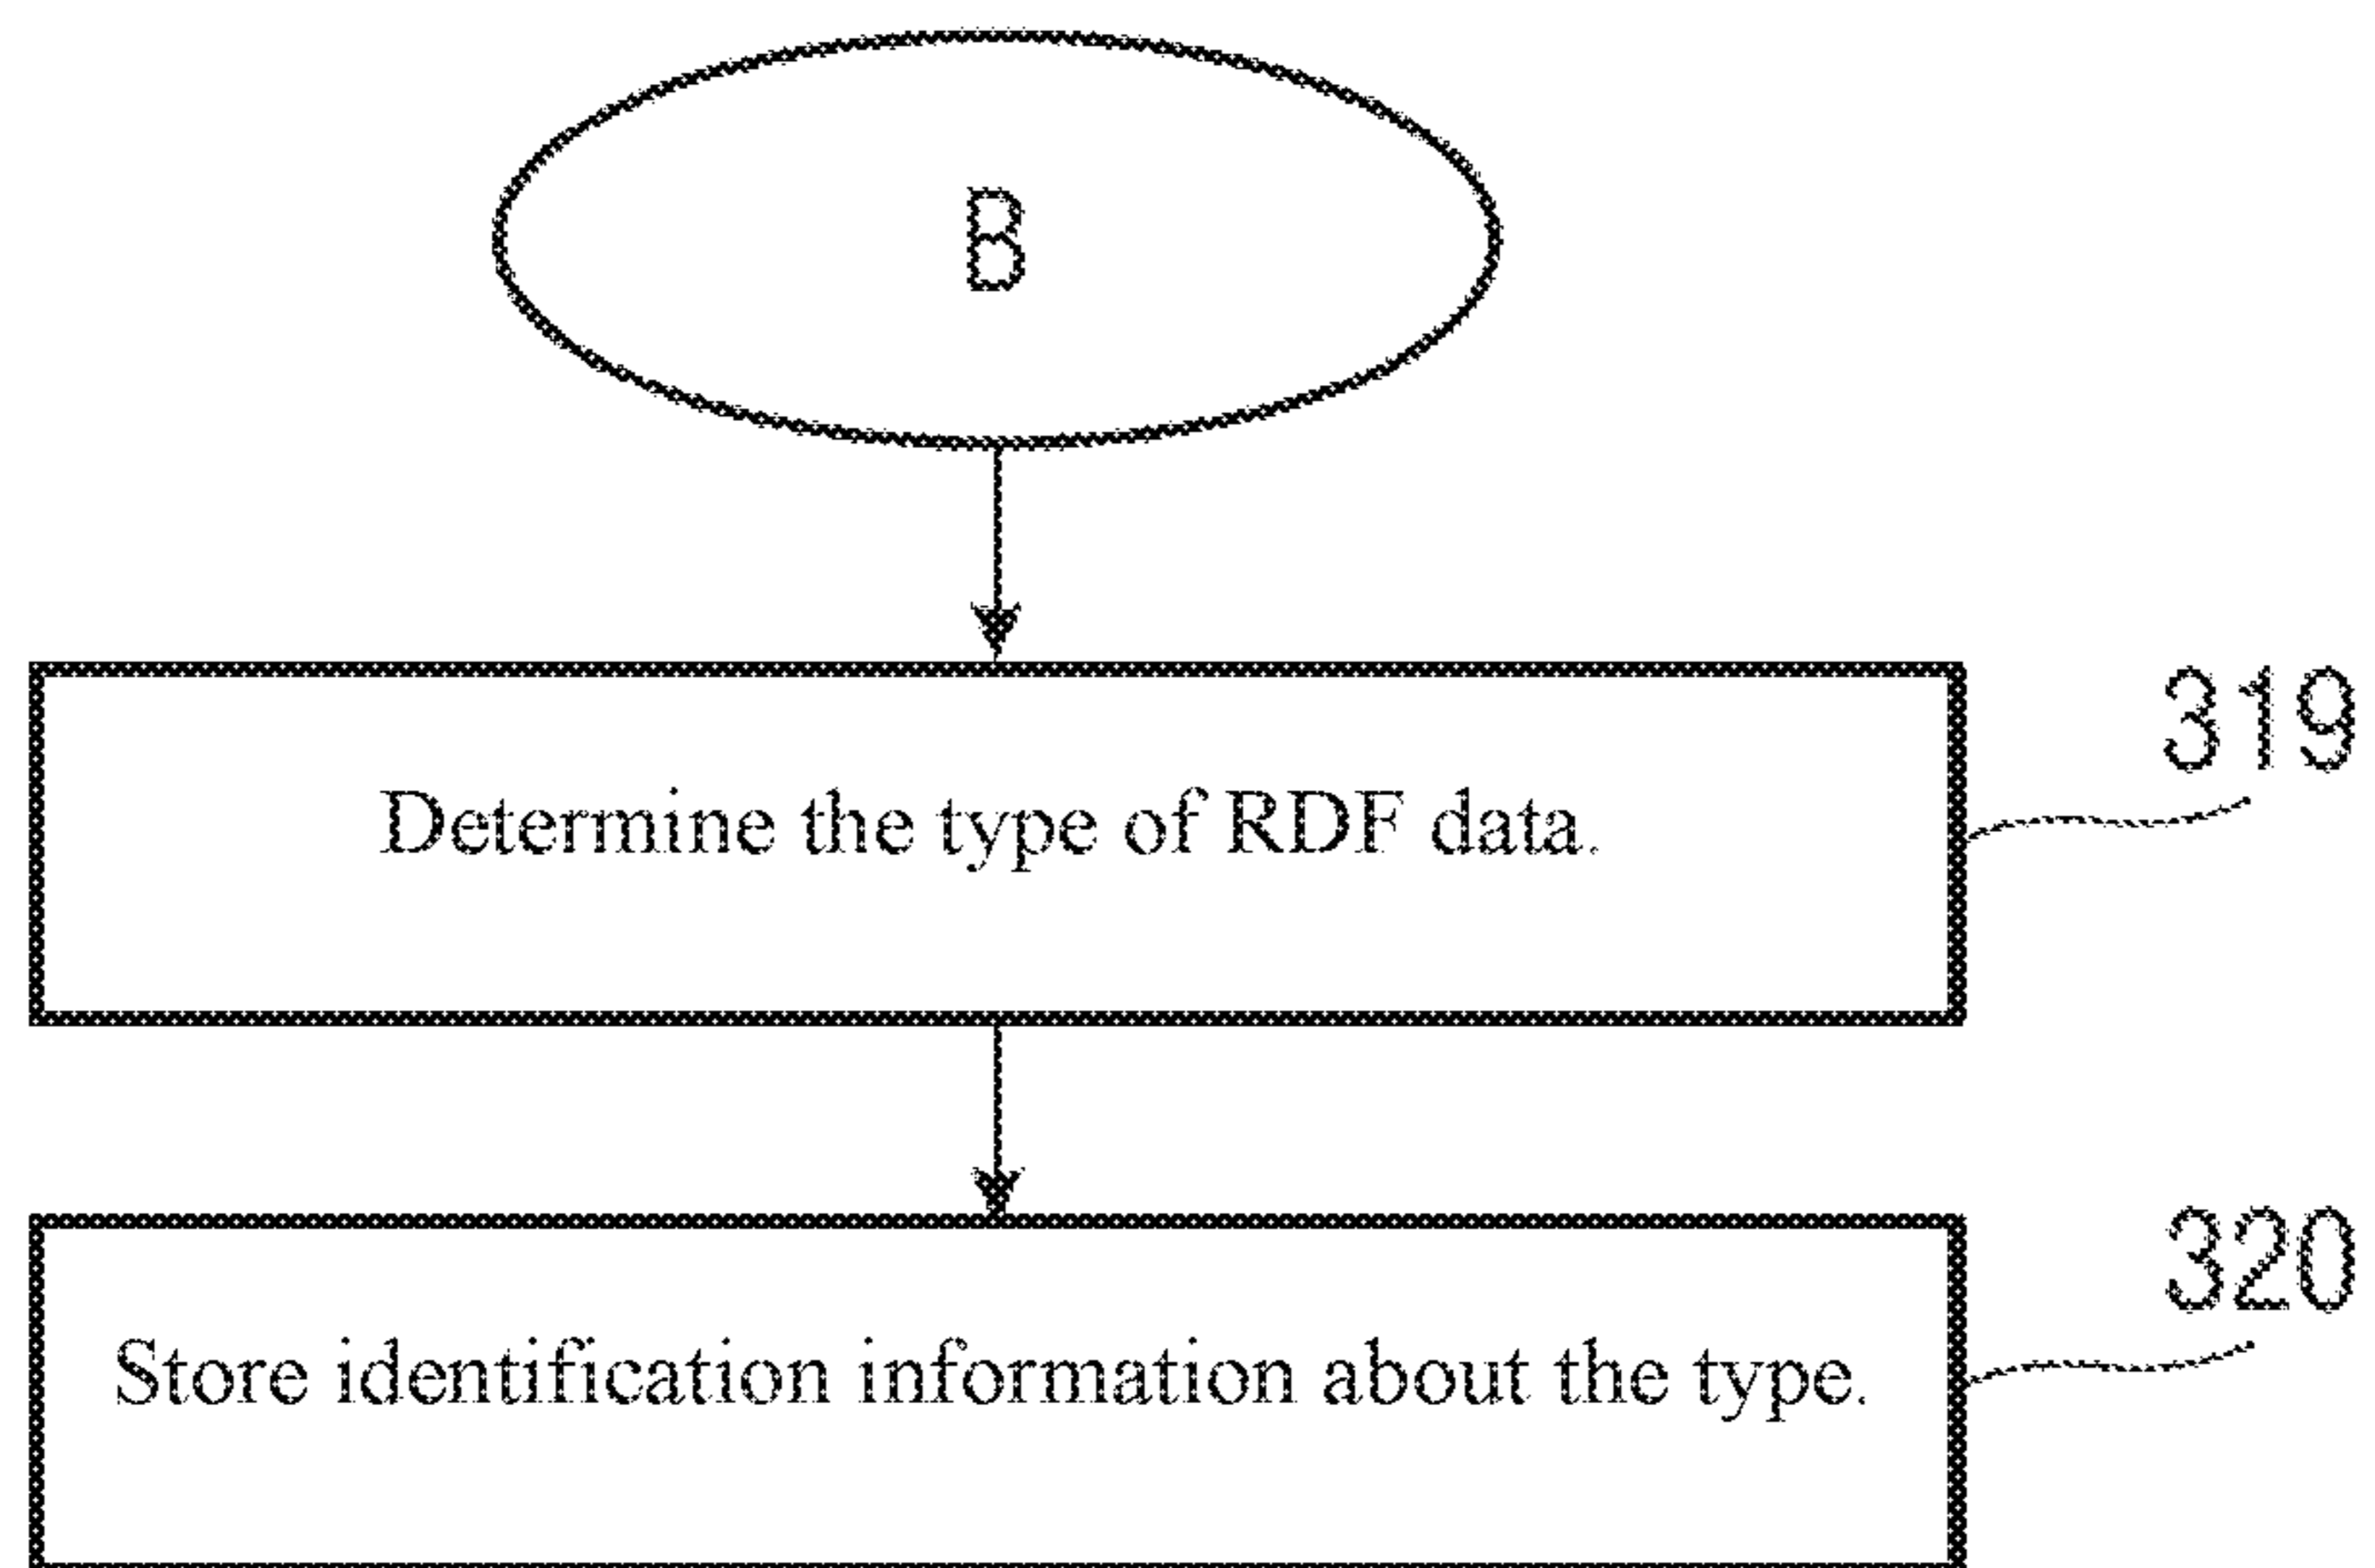 B
319
Determine the type of RDF data.
320
Store identification information about the type.